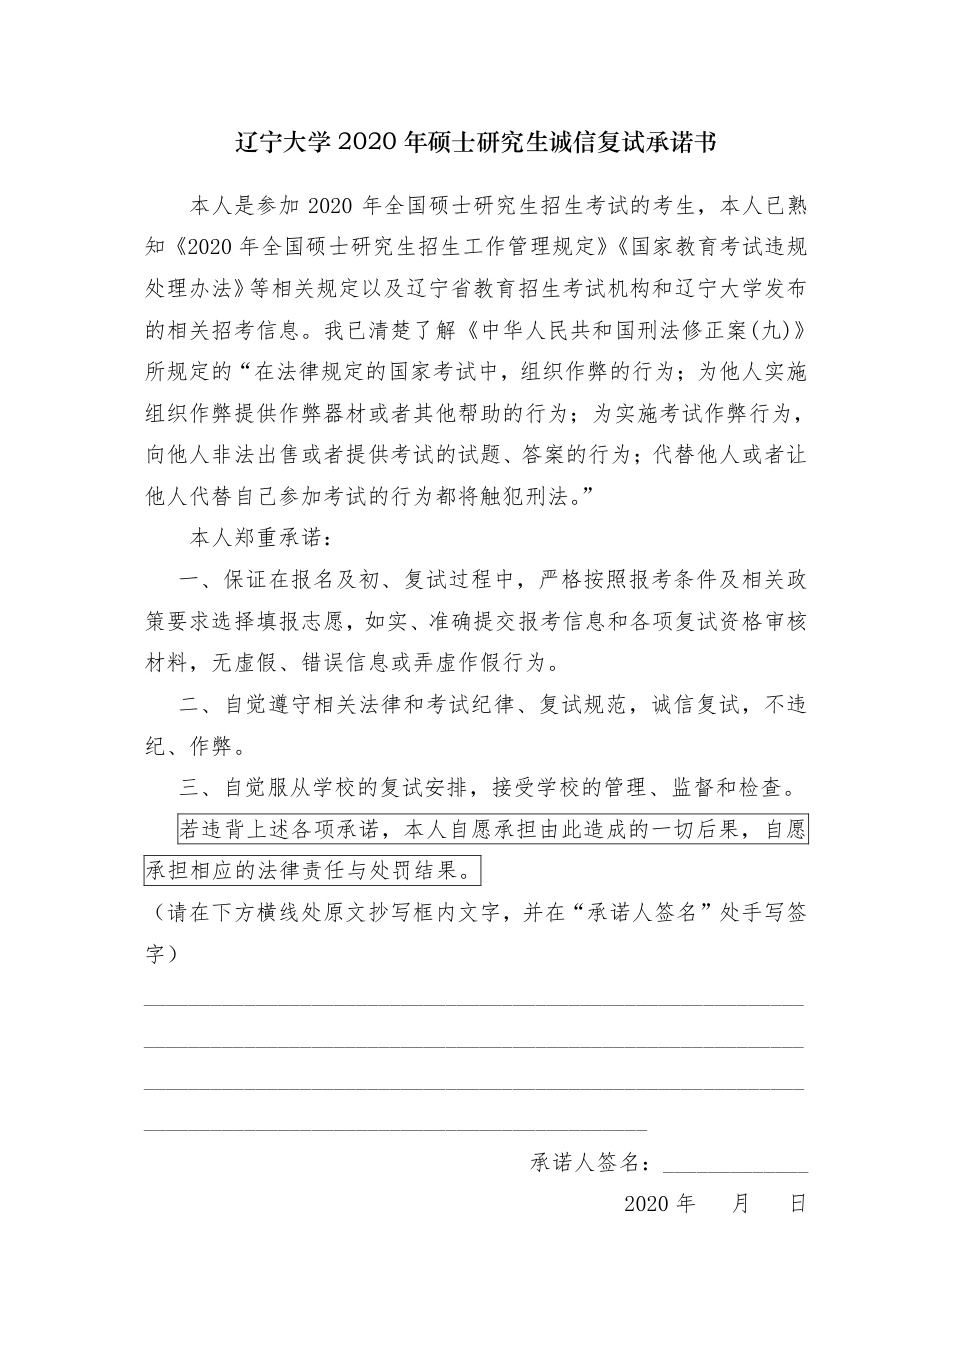 辽宁大学 2020 年硕士研究生诚信复试承诺书
本人是参加 2020 年全国硕士研究生招生考试的考生，本人已熟
知《2020 年全国硕士研究生招生工作管理规定》《国家教育考试违规
处理办法》等相关规定以及辽宁省教育招生考试机构和辽宁大学发布
的相关招考信息。我已清楚了解《中华人民共和国刑法修正案(九)》
所规定的“在法律规定的国家考试中，组织作弊的行为；为他人实施
组织作弊提供作弊器材或者其他帮助的行为；为实施考试作弊行为，
向他人非法出售或者提供考试的试题、答案的行为；代替他人或者让
他人代替自己参加考试的行为都将触犯刑法。”
本人郑重承诺：
一、保证在报名及初、复试过程中，严格按照报考条件及相关政
策要求选择填报志愿，如实、准确提交报考信息和各项复试资格审核
材料，无虚假、错误信息或弄虚作假行为。
二、自觉遵守相关法律和考试纪律、复试规范，诚信复试，不违
纪、作弊。
三、自觉服从学校的复试安排，接受学校的管理、监督和检查。
若违背上述各项承诺，本人自愿承担由此造成的一切后果，自愿
承担相应的法律责任与处罚结果。
（请在下方横线处原文抄写框内文字，并在“承诺人签名”处手写签
字）
承诺人签名：_____________
2020 年 月 日